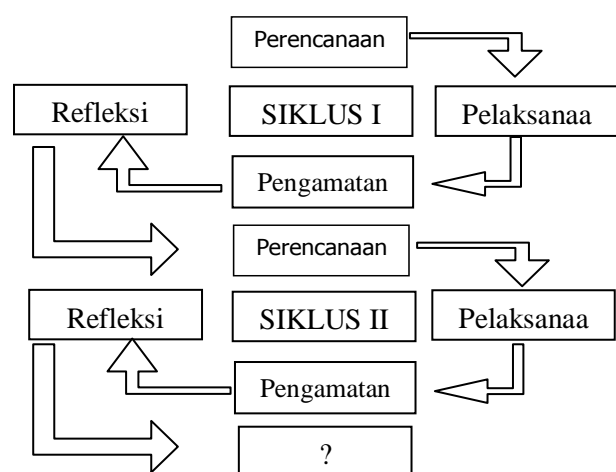 Perencanaan
Refleksi
SIKLUS I
Pelaksanaa
Pengamatan
Perencanaan
Refleksi
SIKLUS II
Pelaksanaa
Pengamatan
?